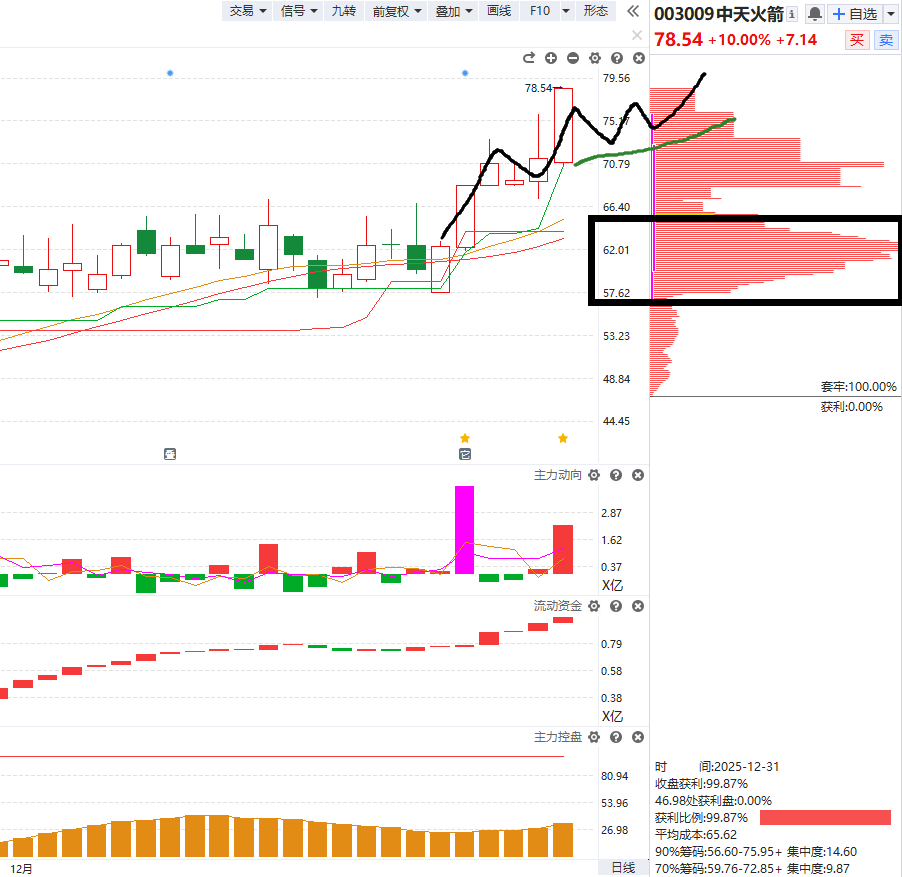 交易 信号 九转 前复权 叠加 画线 F10 形态
003009中天火箭 自选
78.54 +10.00% +7.14 买 卖
79.56
78.54
75.17
70.79
66.40
62.01
57.62
53.23
48.84
44.45
套牢:100.00%
获利:0.00%
主力动向
2.87
1.62
0.37
X亿
流动资金
0.79
0.58
0.38
X亿
主力控盘
80.94
53.96
26.98
12月
日线
时 间:2025-12-31
收盘获利:99.87%
46.98处获利盘:0.00%
获利比例:99.87%
平均成本:65.62
90%筹码:56.60-75.95+ 集中度:14.60
70%筹码:59.76-72.85+ 集中度:9.87